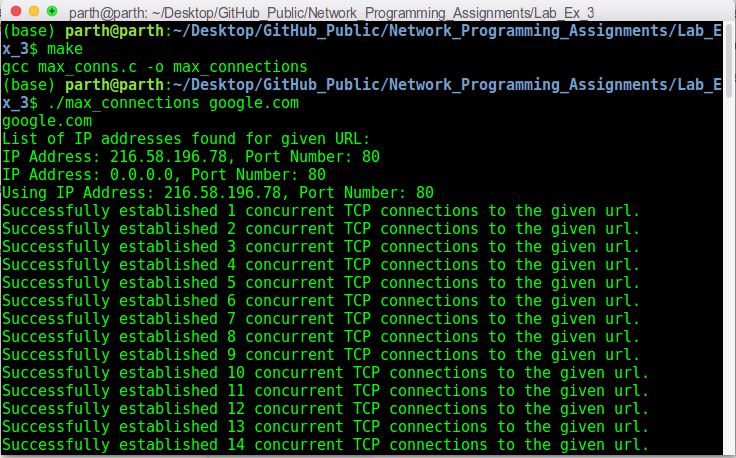 parth@parth: ~/Desktop/GitHub_Public/Network_Programming_Assignments/Lab_Ex_3
(base) parth@parth:~/Desktop/GitHub_Public/Network_Programming_Assignments/Lab_E
x_3$ make
gcc max_conns.c -o max_connections
(base) parth@parth:~/Desktop/GitHub_Public/Network_Programming_Assignments/Lab_E
x_3$ ./max_connections google.com
google.com
List of IP addresses found for given URL:
IP Address: 216.58.196.78, Port Number: 80
IP Address: 0.0.0.0, Port Number: 80
Using IP Address: 216.58.196.78, Port Number: 80
Successfully established 1 concurrent TCP connections to the given url.
Successfully established 2 concurrent TCP connections to the given url.
Successfully established 3 concurrent TCP connections to the given url.
Successfully established 4 concurrent TCP connections to the given url.
Successfully established 5 concurrent TCP connections to the given url.
Successfully established 6 concurrent TCP connections to the given url.
Successfully established 7 concurrent TCP connections to the given url.
Successfully established 8 concurrent TCP connections to the given url.
Successfully established 9 concurrent TCP connections to the given url.
Successfully established 10 concurrent TCP connections to the given url.
Successfully established 11 concurrent TCP connections to the given url.
Successfully established 12 concurrent TCP connections to the given url.
Successfully established 13 concurrent TCP connections to the given url.
Successfully established 14 concurrent TCP connections to the given url.